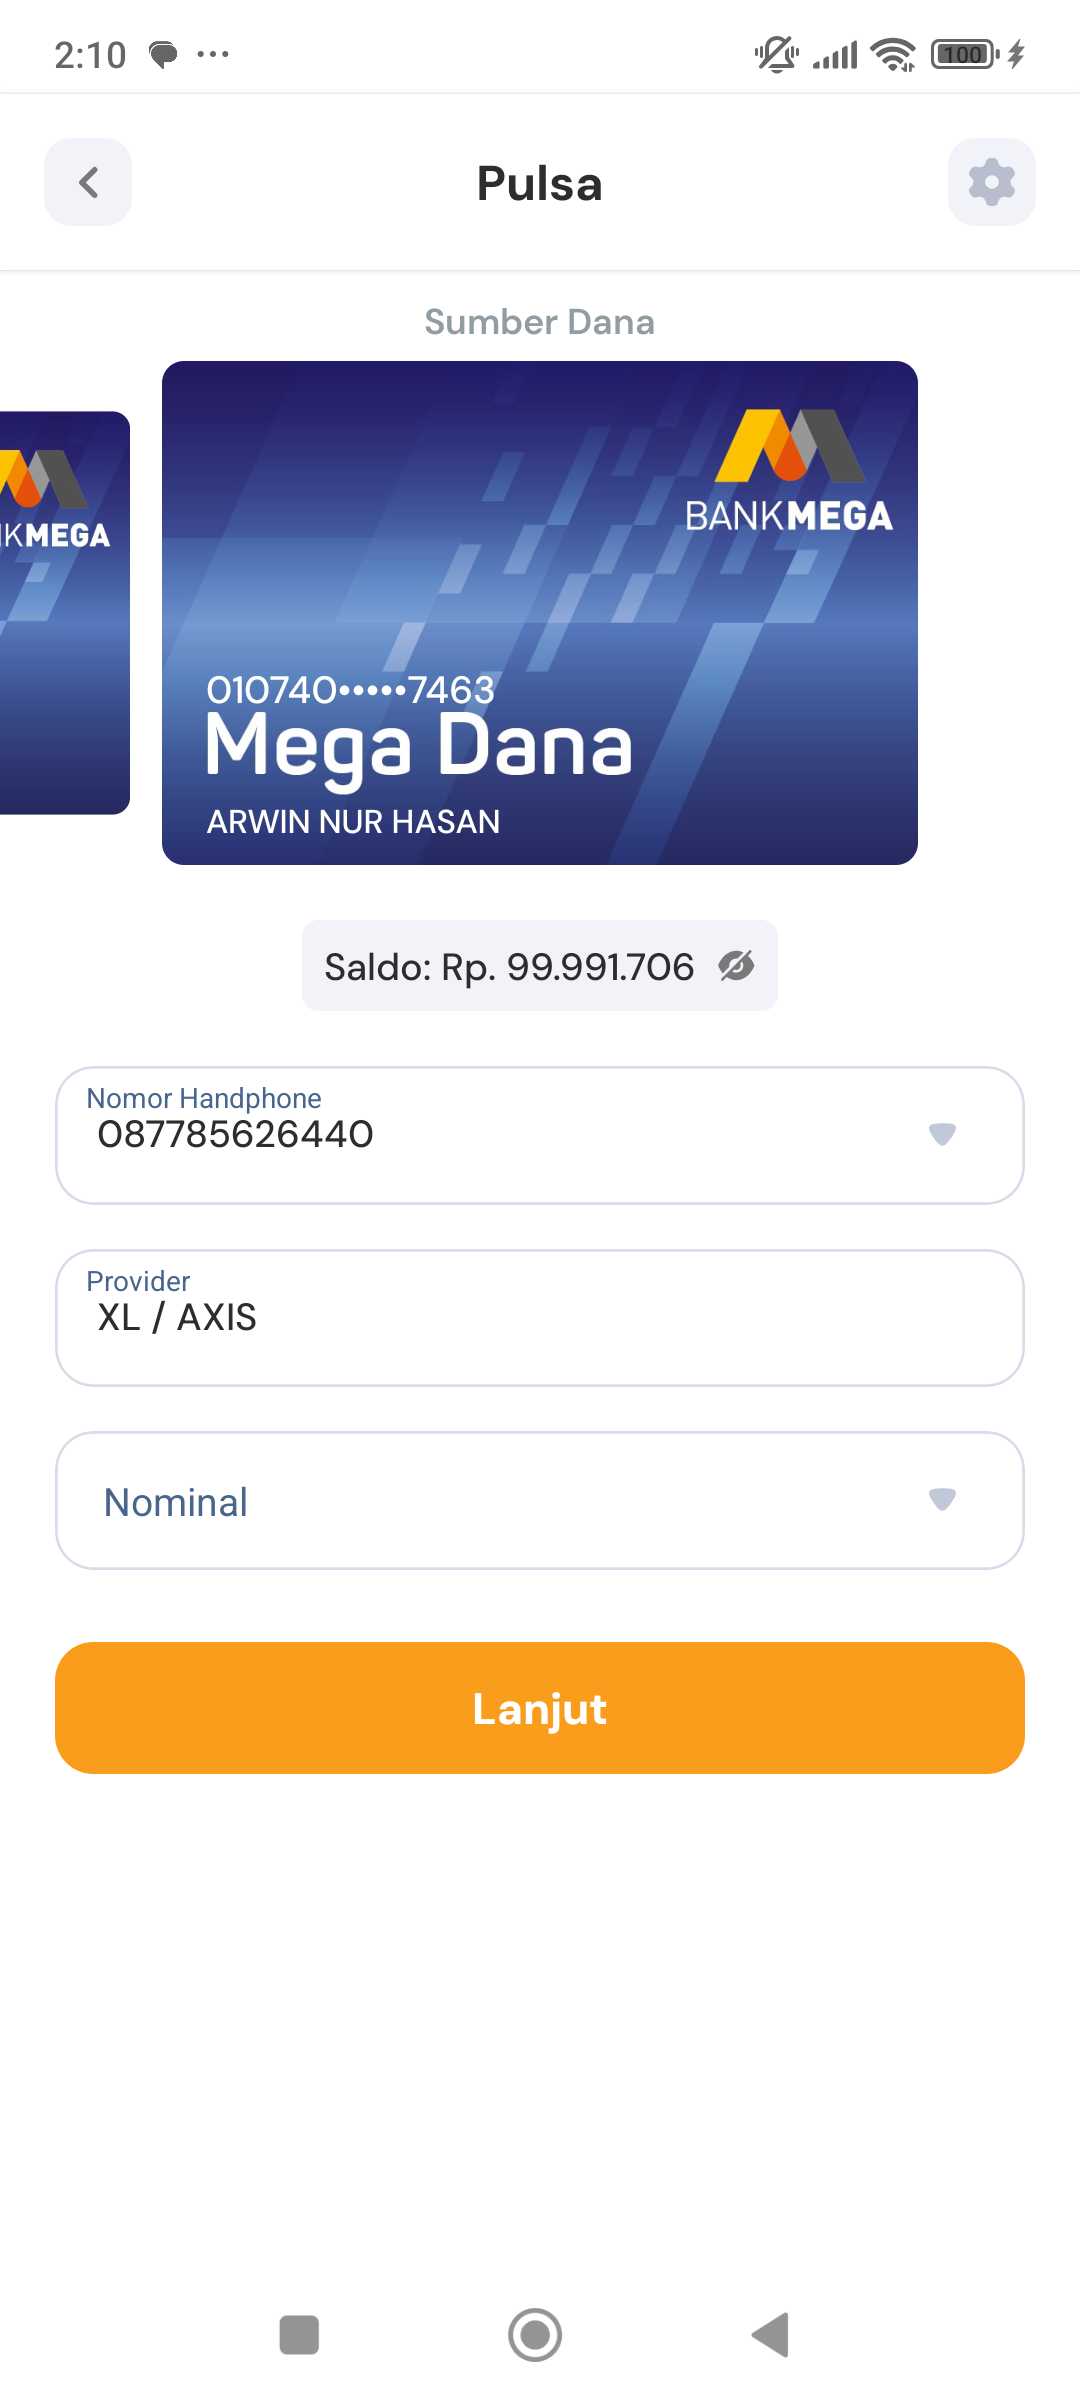 2:10
100
Pulsa
Sumber Dana
KMEGA
BANKMEGA
010740•••••7463
Mega Dana
ARWIN NUR HASAN
Saldo: Rp. 99.991.706
Nomor Handphone
087785626440
Provider
XL / AXIS
Nominal
Lanjut